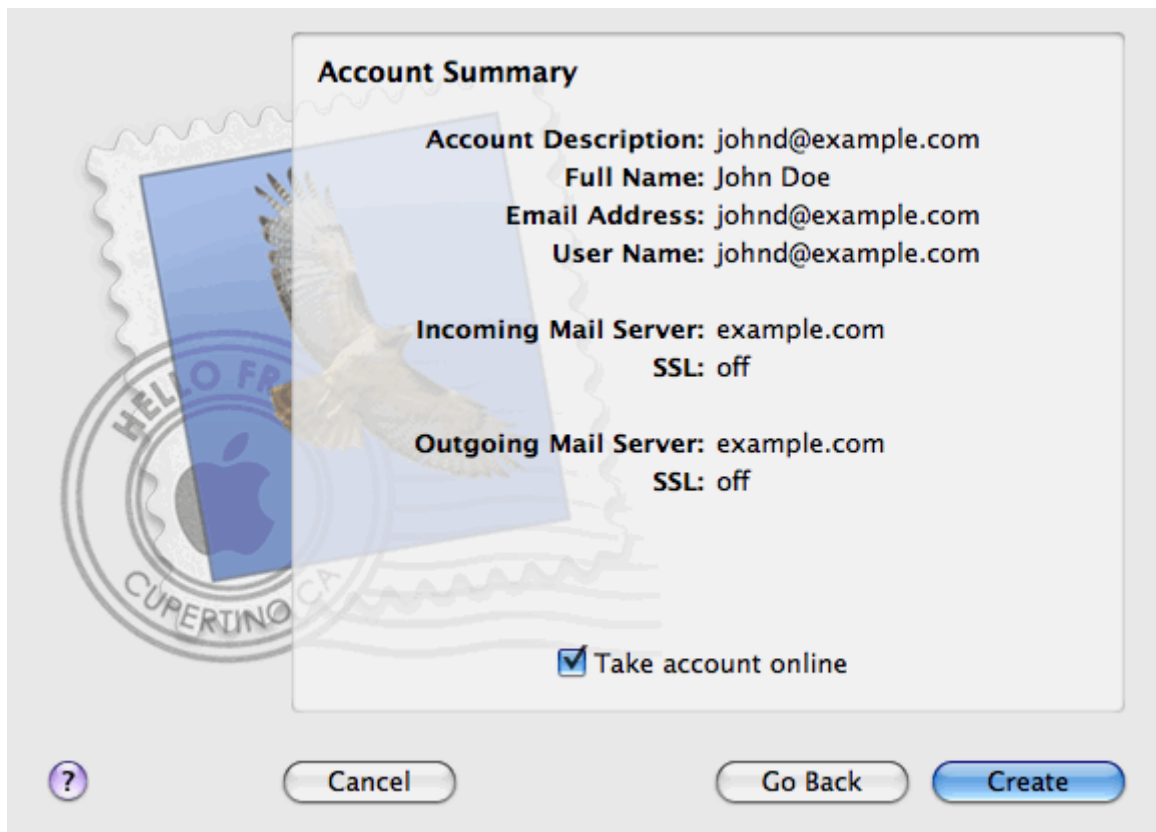 Account Summary
Account Description: johnd@example.com
Full Name: John Doe
Email Address: johnd@example.com
User Name: johnd@example.com
Incoming Mail Server: example.com
SSL: off
Outgoing Mail Server: example.com
SSL: off
HELLO FR
CUPERTINO CA
Take account online
?
Cancel
Go Back
Create